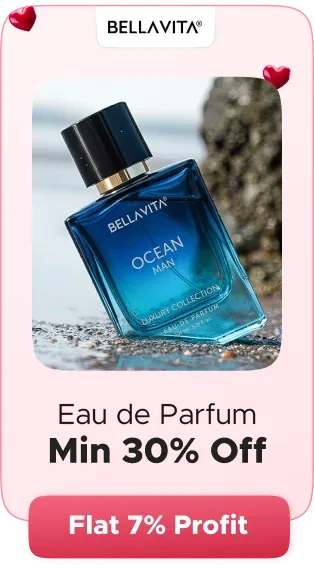 BELLAVITA®
BELLAVITA®
OCEAN
MAN
LUXURY COLLECTION
EAU DE PARFUM
Eau de Parfum
Min 30% Off
Flat 7% Profit